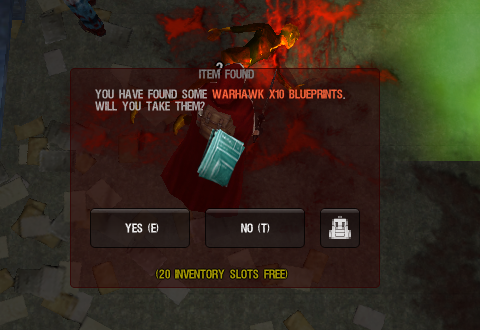 ITEM FOUND
YOU HAVE FOUND SOME WARHAWK X10 BLUEPRINTS.
WILL YOU TAKE THEM?
YES (E)
NO (T)
(20 INVENTORY SLOTS FREE)